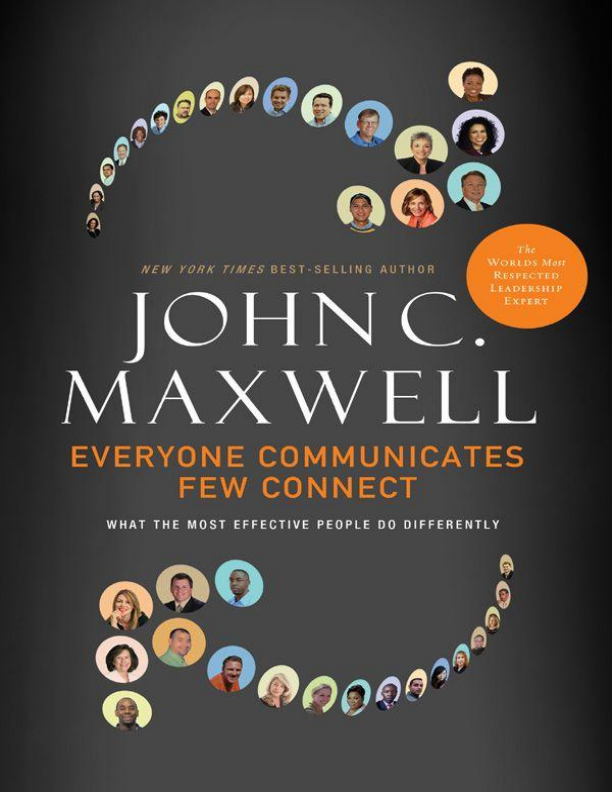 NEW YORK TIMES BEST-SELLING AUTHOR
The
WORLDS Most
RESPECTED
LEADERSHIP
EXPERT
JOHN C.
MAXWELL
EVERYONE COMMUNICATES
FEW CONNECT
WHAT THE MOST EFFECTIVE PEOPLE DO DIFFERENTLY